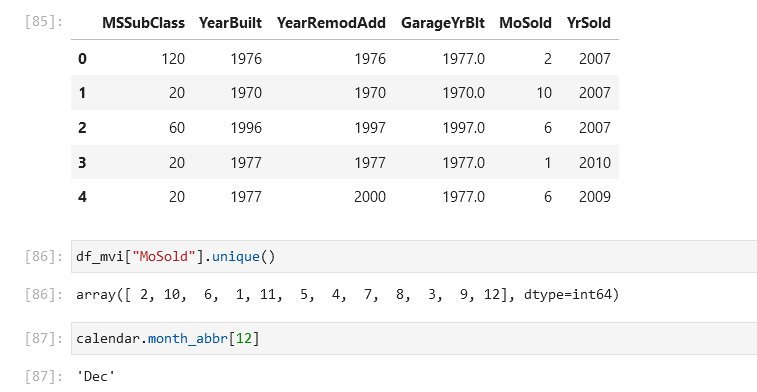 [85]: MSSubClass YearBuilt YearRemodAdd GarageYrBlt MoSold YrSold
0 120 1976 1976 1977.0 2 2007
1 20 1970 1970 1970.0 10 2007
2 60 1996 1997 1997.0 6 2007
3 20 1977 1977 1977.0 1 2010
4 20 1977 2000 1977.0 6 2009
[86]: df_mvi["MoSold"].unique()
[86]: array([ 2, 10,  6,  1, 11,  5,  4,  7,  8,  3,  9, 12], dtype=int64)
[87]: calendar.month_abbr[12]
[87]: 'Dec'